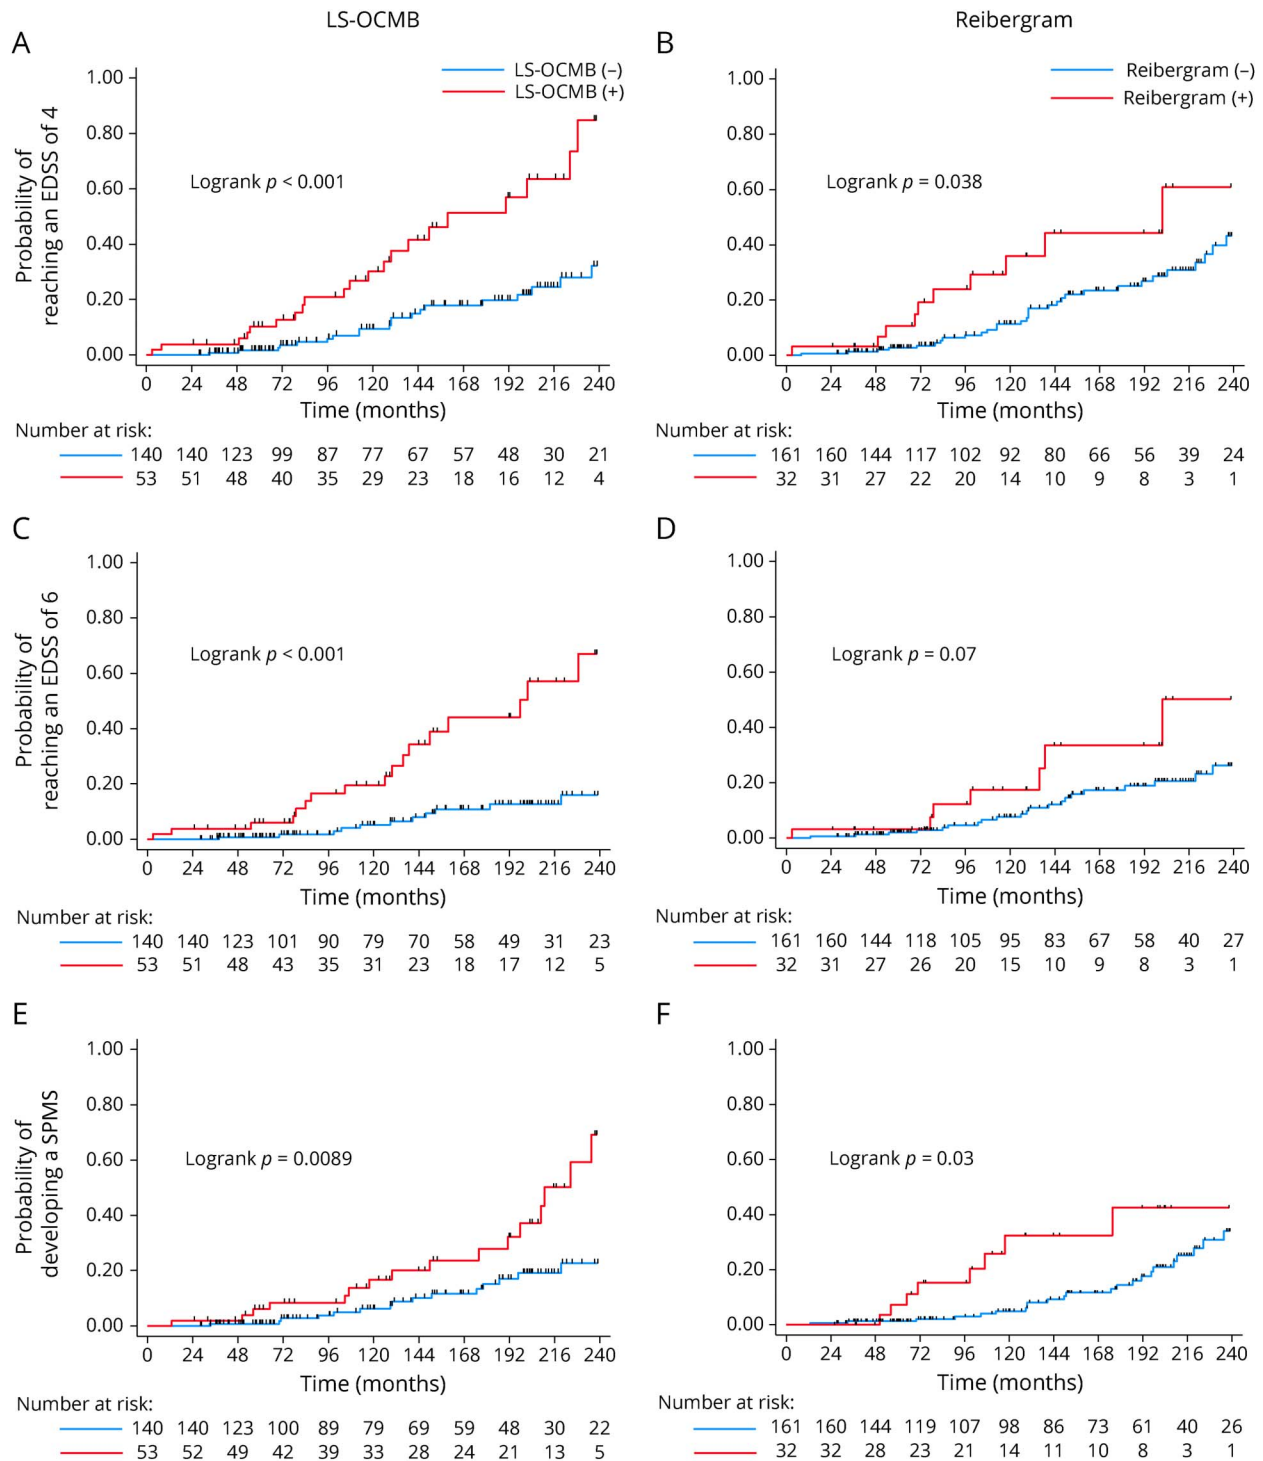 LS-OCMB
Reibergram
A
LS-OCMB (–)
LS-OCMB (+)
Probability of
reaching an EDSS of 4
1.00
0.80
0.60
0.40
0.20
0.00
Logrank p < 0.001
0 24 48 72 96 120 144 168 192 216 240
Time (months)
Number at risk:
140 140 123 99 87 77 67 57 48 30 21
53 51 48 40 35 29 23 18 16 12 4
B
Reibergram (–)
Reibergram (+)
1.00
0.80
0.60
0.40
0.20
0.00
Logrank p = 0.038
0 24 48 72 96 120 144 168 192 216 240
Time (months)
Number at risk:
161 160 144 117 102 92 80 66 56 39 24
32 31 27 22 20 14 10 9 8 3 1
C
Probability of
reaching an EDSS of 6
1.00
0.80
0.60
0.40
0.20
0.00
Logrank p < 0.001
0 24 48 72 96 120 144 168 192 216 240
Time (months)
Number at risk:
140 140 123 101 90 79 70 58 49 31 23
53 51 48 43 35 31 23 18 17 12 5
D
1.00
0.80
0.60
0.40
0.20
0.00
Logrank p = 0.07
0 24 48 72 96 120 144 168 192 216 240
Time (months)
Number at risk:
161 160 144 118 105 95 83 67 58 40 27
32 31 27 26 20 15 10 9 8 3 1
E
Probability of
developing a SPMS
1.00
0.80
0.60
0.40
0.20
0.00
Logrank p = 0.0089
0 24 48 72 96 120 144 168 192 216 240
Time (months)
Number at risk:
140 140 123 100 89 79 69 59 48 30 22
53 52 49 42 39 33 28 24 21 13 5
F
1.00
0.80
0.60
0.40
0.20
0.00
Logrank p = 0.03
0 24 48 72 96 120 144 168 192 216 240
Time (months)
Number at risk:
161 160 144 119 107 98 86 73 61 40 26
32 32 28 23 21 14 11 10 8 3 1